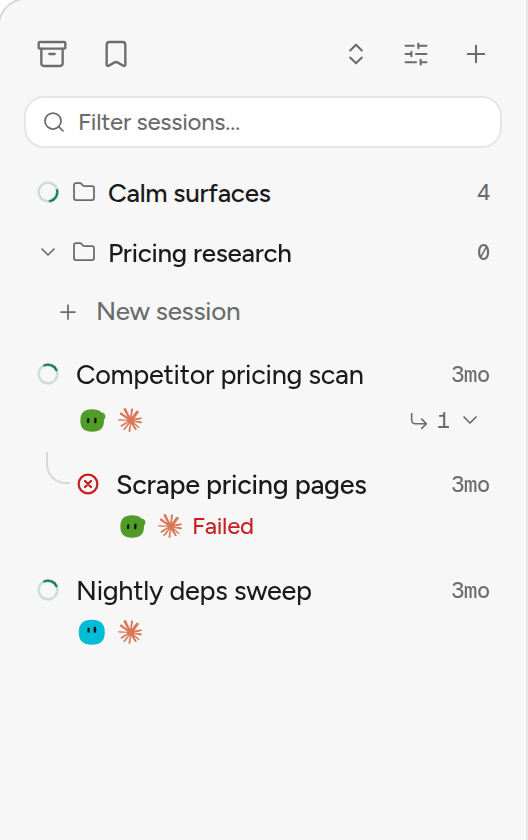 Filter sessions...
Calm surfaces 4
Pricing research 0
New session
Competitor pricing scan 3mo
1
Scrape pricing pages 3mo
Failed
Nightly deps sweep 3mo